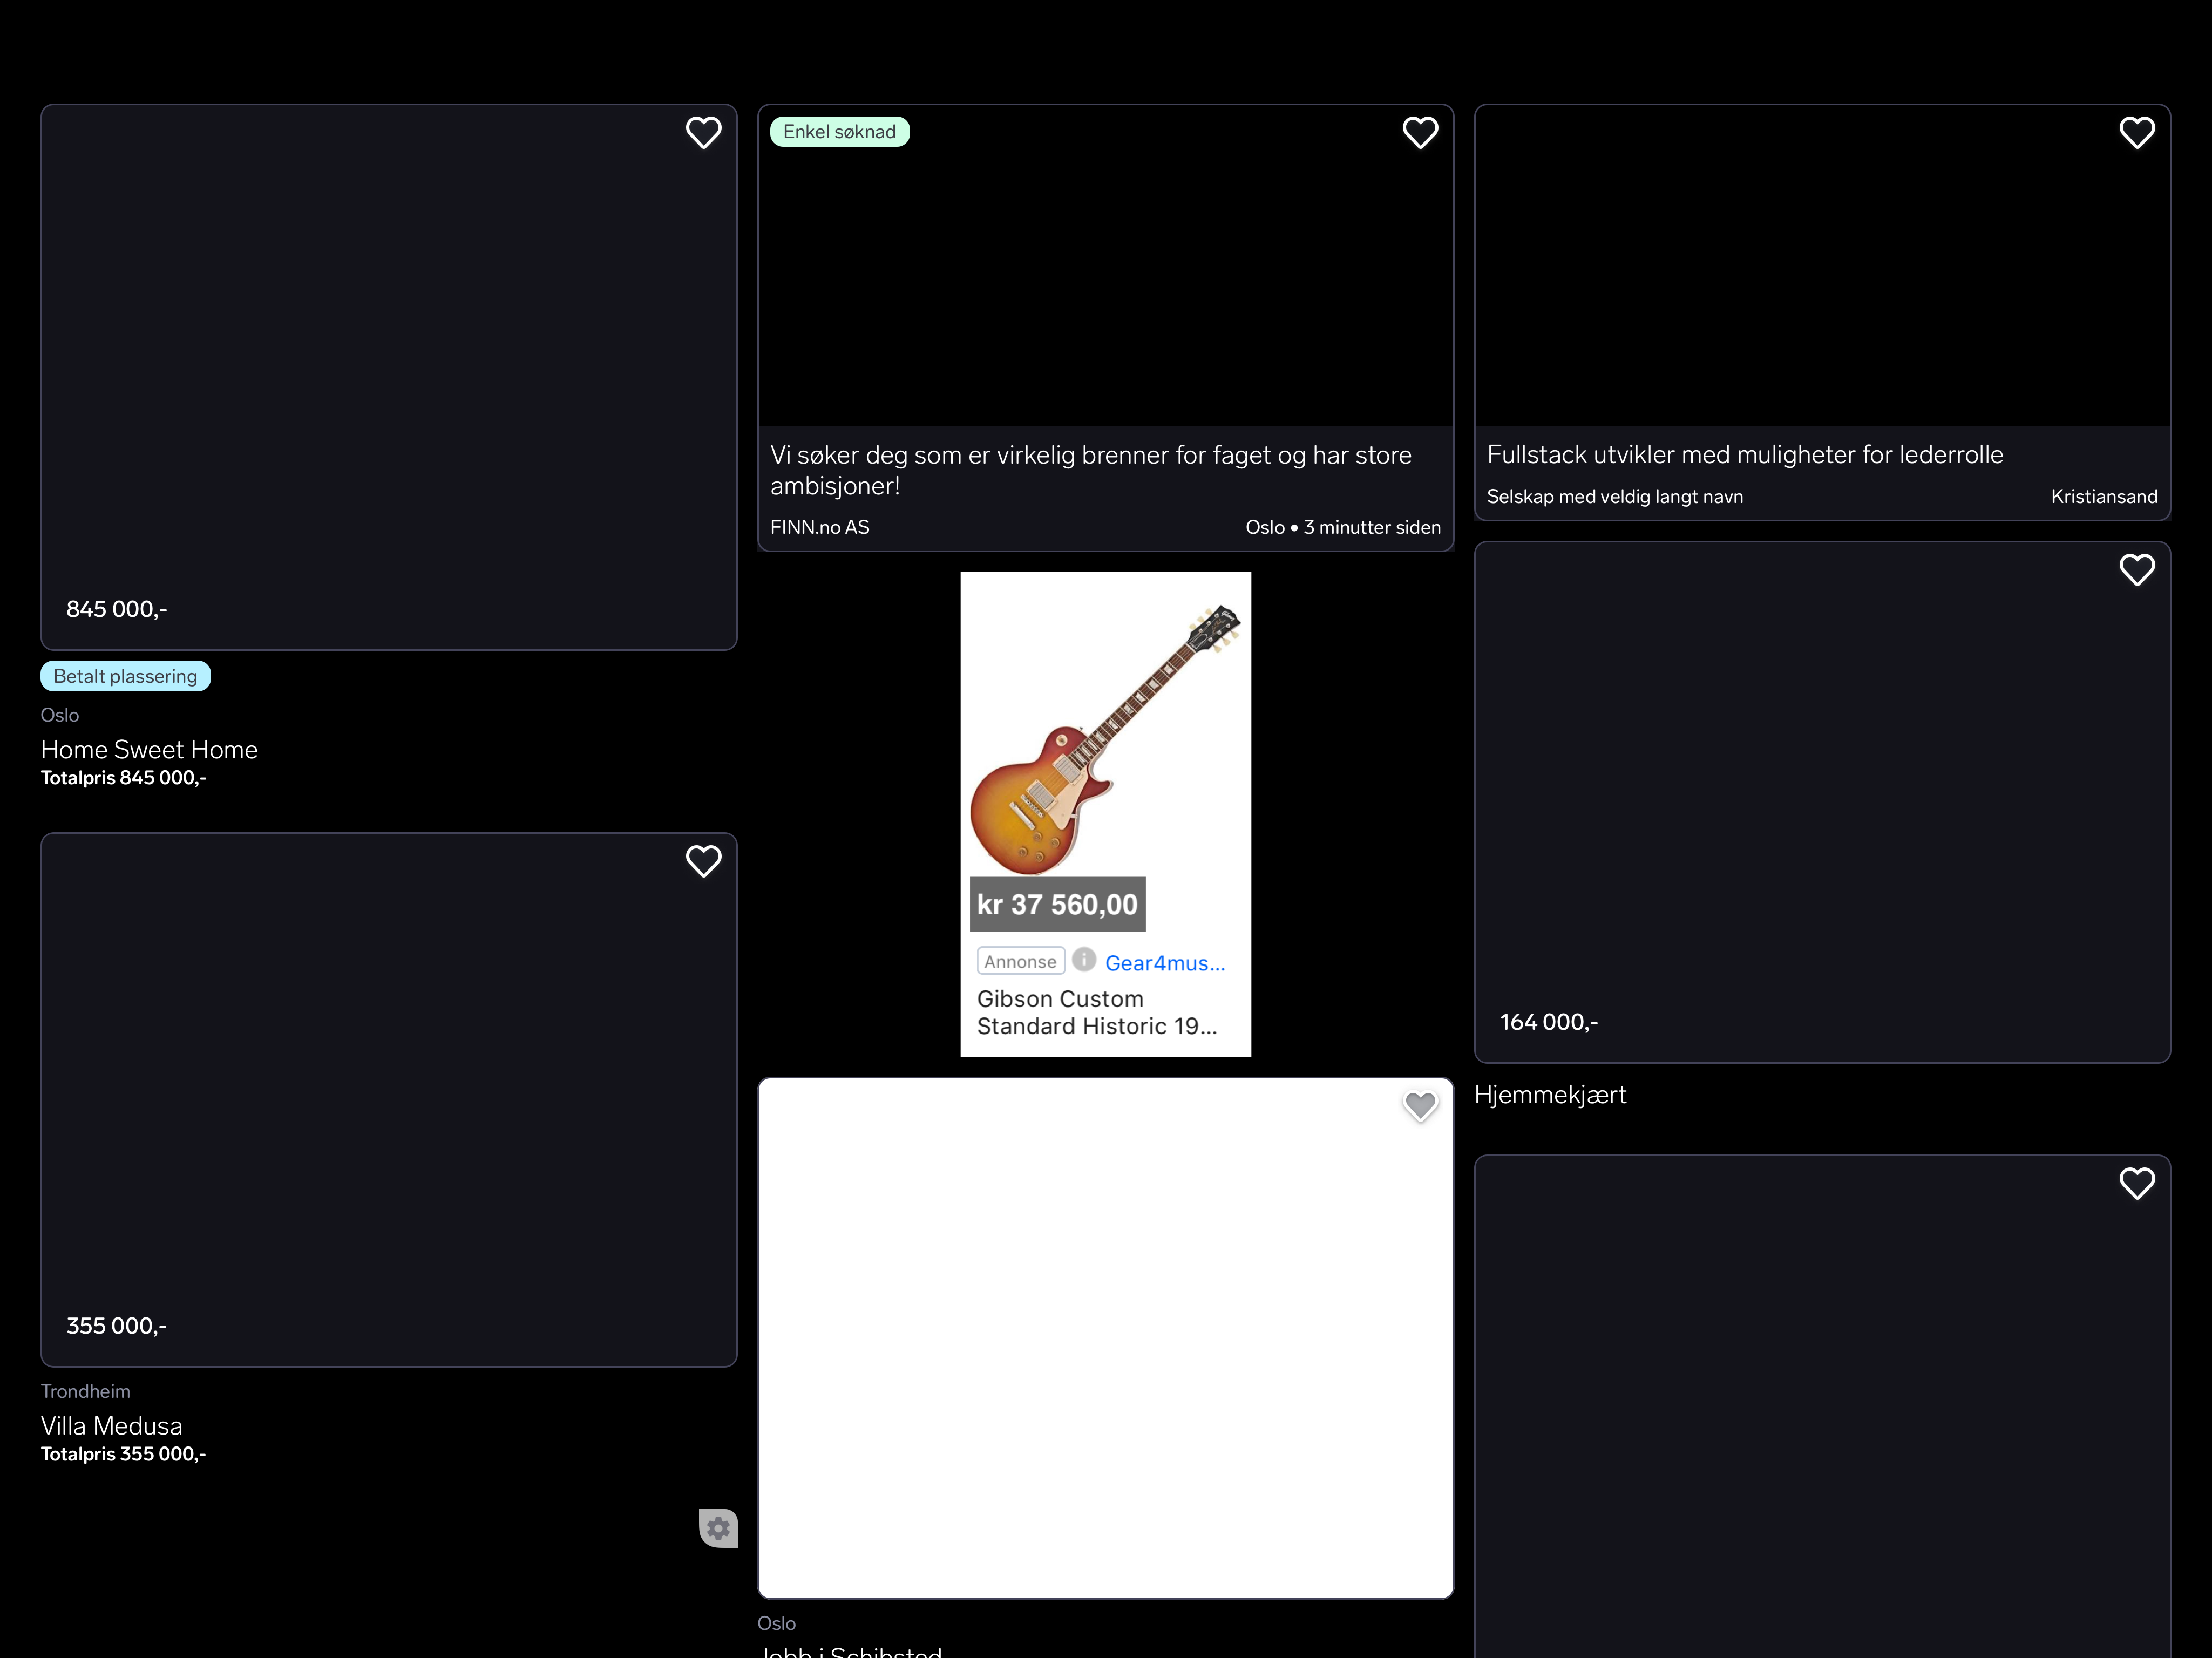 845 000,-
Betalt plassering
Oslo
Home Sweet Home
Totalpris 845 000,-
355 000,-
Trondheim
Villa Medusa
Totalpris 355 000,-
Enkel søknad
Vi søker deg som er virkelig brenner for faget og har store
ambisjoner!
FINN.no AS
Oslo • 3 minutter siden
kr 37 560,00
Annonse
Gear4mus...
Gibson Custom
Standard Historic 19...
Oslo
Jobb i Schibsted
Fullstack utvikler med muligheter for lederrolle
Selskap med veldig langt navn
Kristiansand
164 000,-
Hjemmekjært